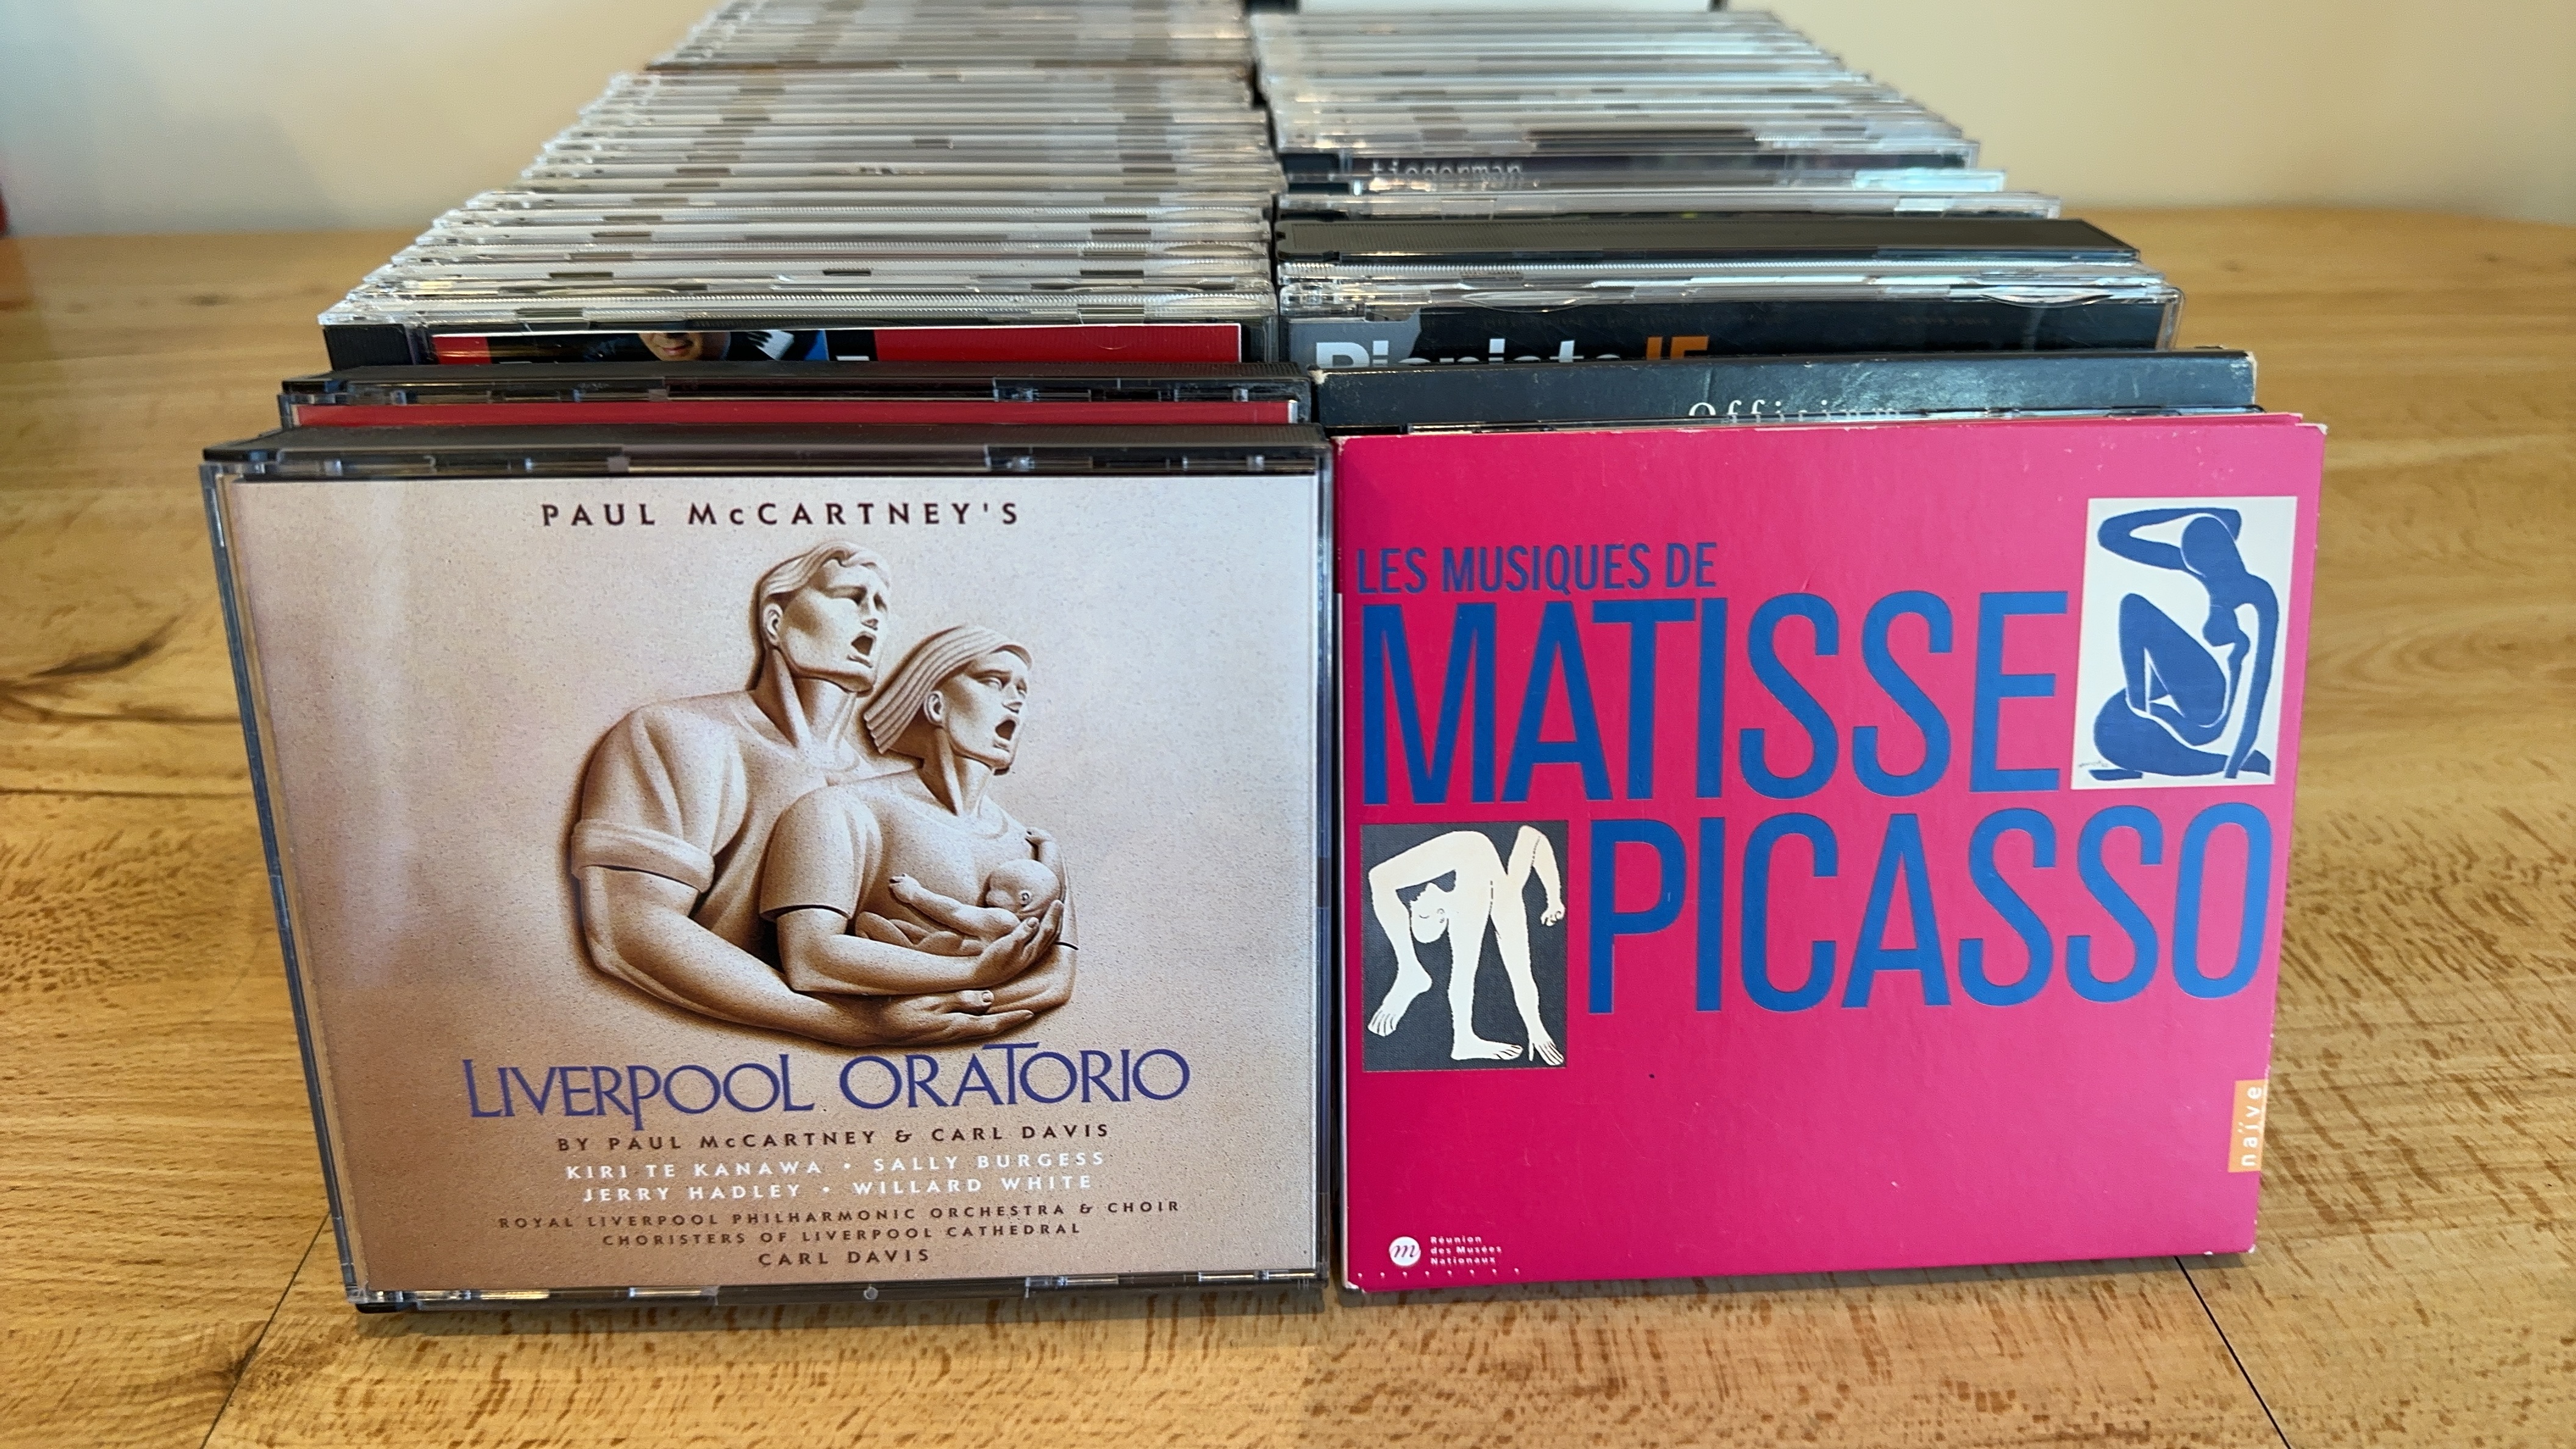 PAUL McCARTNEY'S
LIVERPOOL ORATORIO
BY PAUL McCARTNEY & CARL DAVIS
KIRI TE KANAWA • SALLY BURGESS
JERRY HADLEY • WILLARD WHITE
ROYAL LIVERPOOL PHILHARMONIC ORCHESTRA & CHOIR
CHORISTERS OF LIVERPOOL CATHEDRAL
CARL DAVIS
tiegerman
Officium
LES MUSIQUES DE
MATISSE
PICASSO
naïve
m
Réunion
des Musées
Nationaux